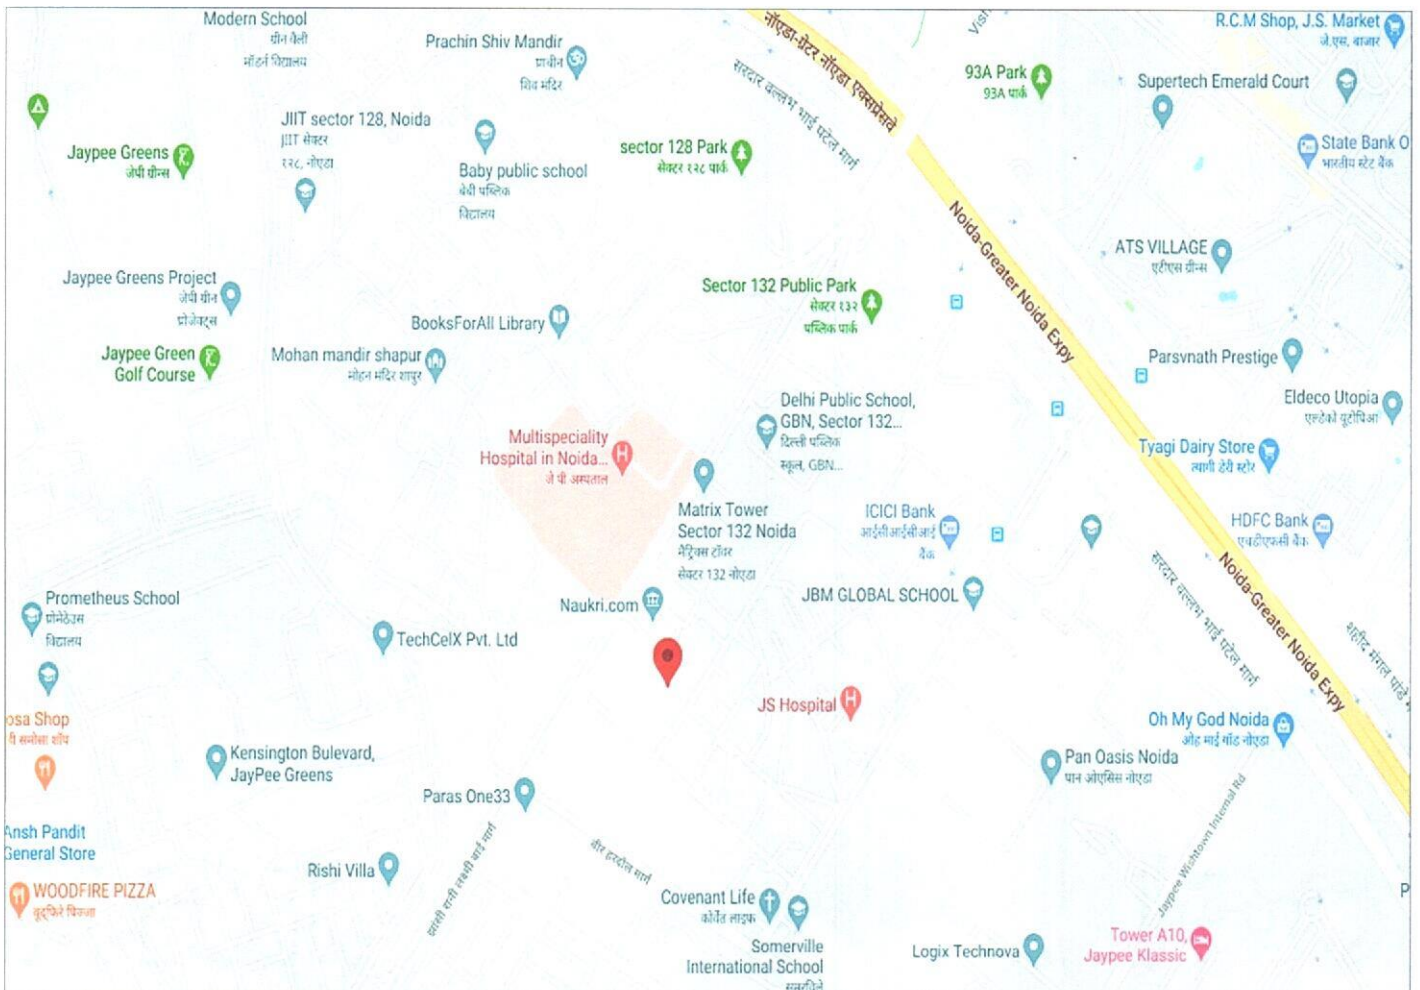 Modern School
ग्रीन वैली
मॉडर्न विद्यालय
Prachin Shiv Mandir
प्राचीन
शिव मंदिर
नॉएडा-ग्रेटर नॉएडा एक्सप्रेसवे
सरदार वल्लभ भाई पटेल मार्ग
93A Park
93A पार्क
R.C.M Shop, J.S. Market
जे.एस. बाजार
Supertech Emerald Court
State Bank O
भारतीय स्टेट बैंक
JIIT sector 128, Noida
JIIT सेक्टर
१२८, नोएडा
Jaypee Greens
जेपी ग्रीन्स
Baby public school
बेबी पब्लिक
विद्यालय
sector 128 Park
सेक्टर १२८ पार्क
Noida-Greater Noida Expy
ATS VILLAGE
एटीएस ग्रीन्स
Jaypee Greens Project
जेपी ग्रीन
प्रोजेक्ट्स
Sector 132 Public Park
सेक्टर १३२
पब्लिक पार्क
BooksForAll Library
Jaypee Green
Golf Course
Mohan mandir shapur
मोहन मंदिर शापुर
Parsvnath Prestige
Eldeco Utopia
एल्डेको यूटोपिआ
Delhi Public School,
GBN, Sector 132...
दिल्ली पब्लिक
स्कूल, GBN...
Multispeciality
Hospital in Noida...
जे पी अस्पताल
Tyagi Dairy Store
त्यागी डेरी स्टोर
Matrix Tower
Sector 132 Noida
मैट्रिक्स टॉवर
सेक्टर 132 नोएडा
ICICI Bank
आईसीआईसीआई
बैंक
HDFC Bank
एचडीएफसी बैंक
Noida-Greater Noida Expy
सरदार वल्लभ भाई पटेल मार्ग
JBM GLOBAL SCHOOL
Naukri.com
Prometheus School
प्रोमेठेउस
विद्यालय
TechCelX Pvt. Ltd
शहीद मंगल पांडे
JS Hospital
osa Shop
समोसा शॉप
Oh My God Noida
ओह माई गॉड नोएडा
Kensington Bulevard,
JayPee Greens
Pan Oasis Noida
पान ओएसिस नोएडा
Paras One33
Ansh Pandit
General Store
Jaypee Wishtown Internal Rd
झांसी रानी लक्ष्मी बाई मार्ग
वीर हरदौल मार्ग
Rishi Villa
WOODFIRE PIZZA
वूद्फिरे पिज्जा
Covenant Life
कोवेंत लाइफ
Somerville
International School
Logix Technova
Tower A10,
Jaypee Klassic
P